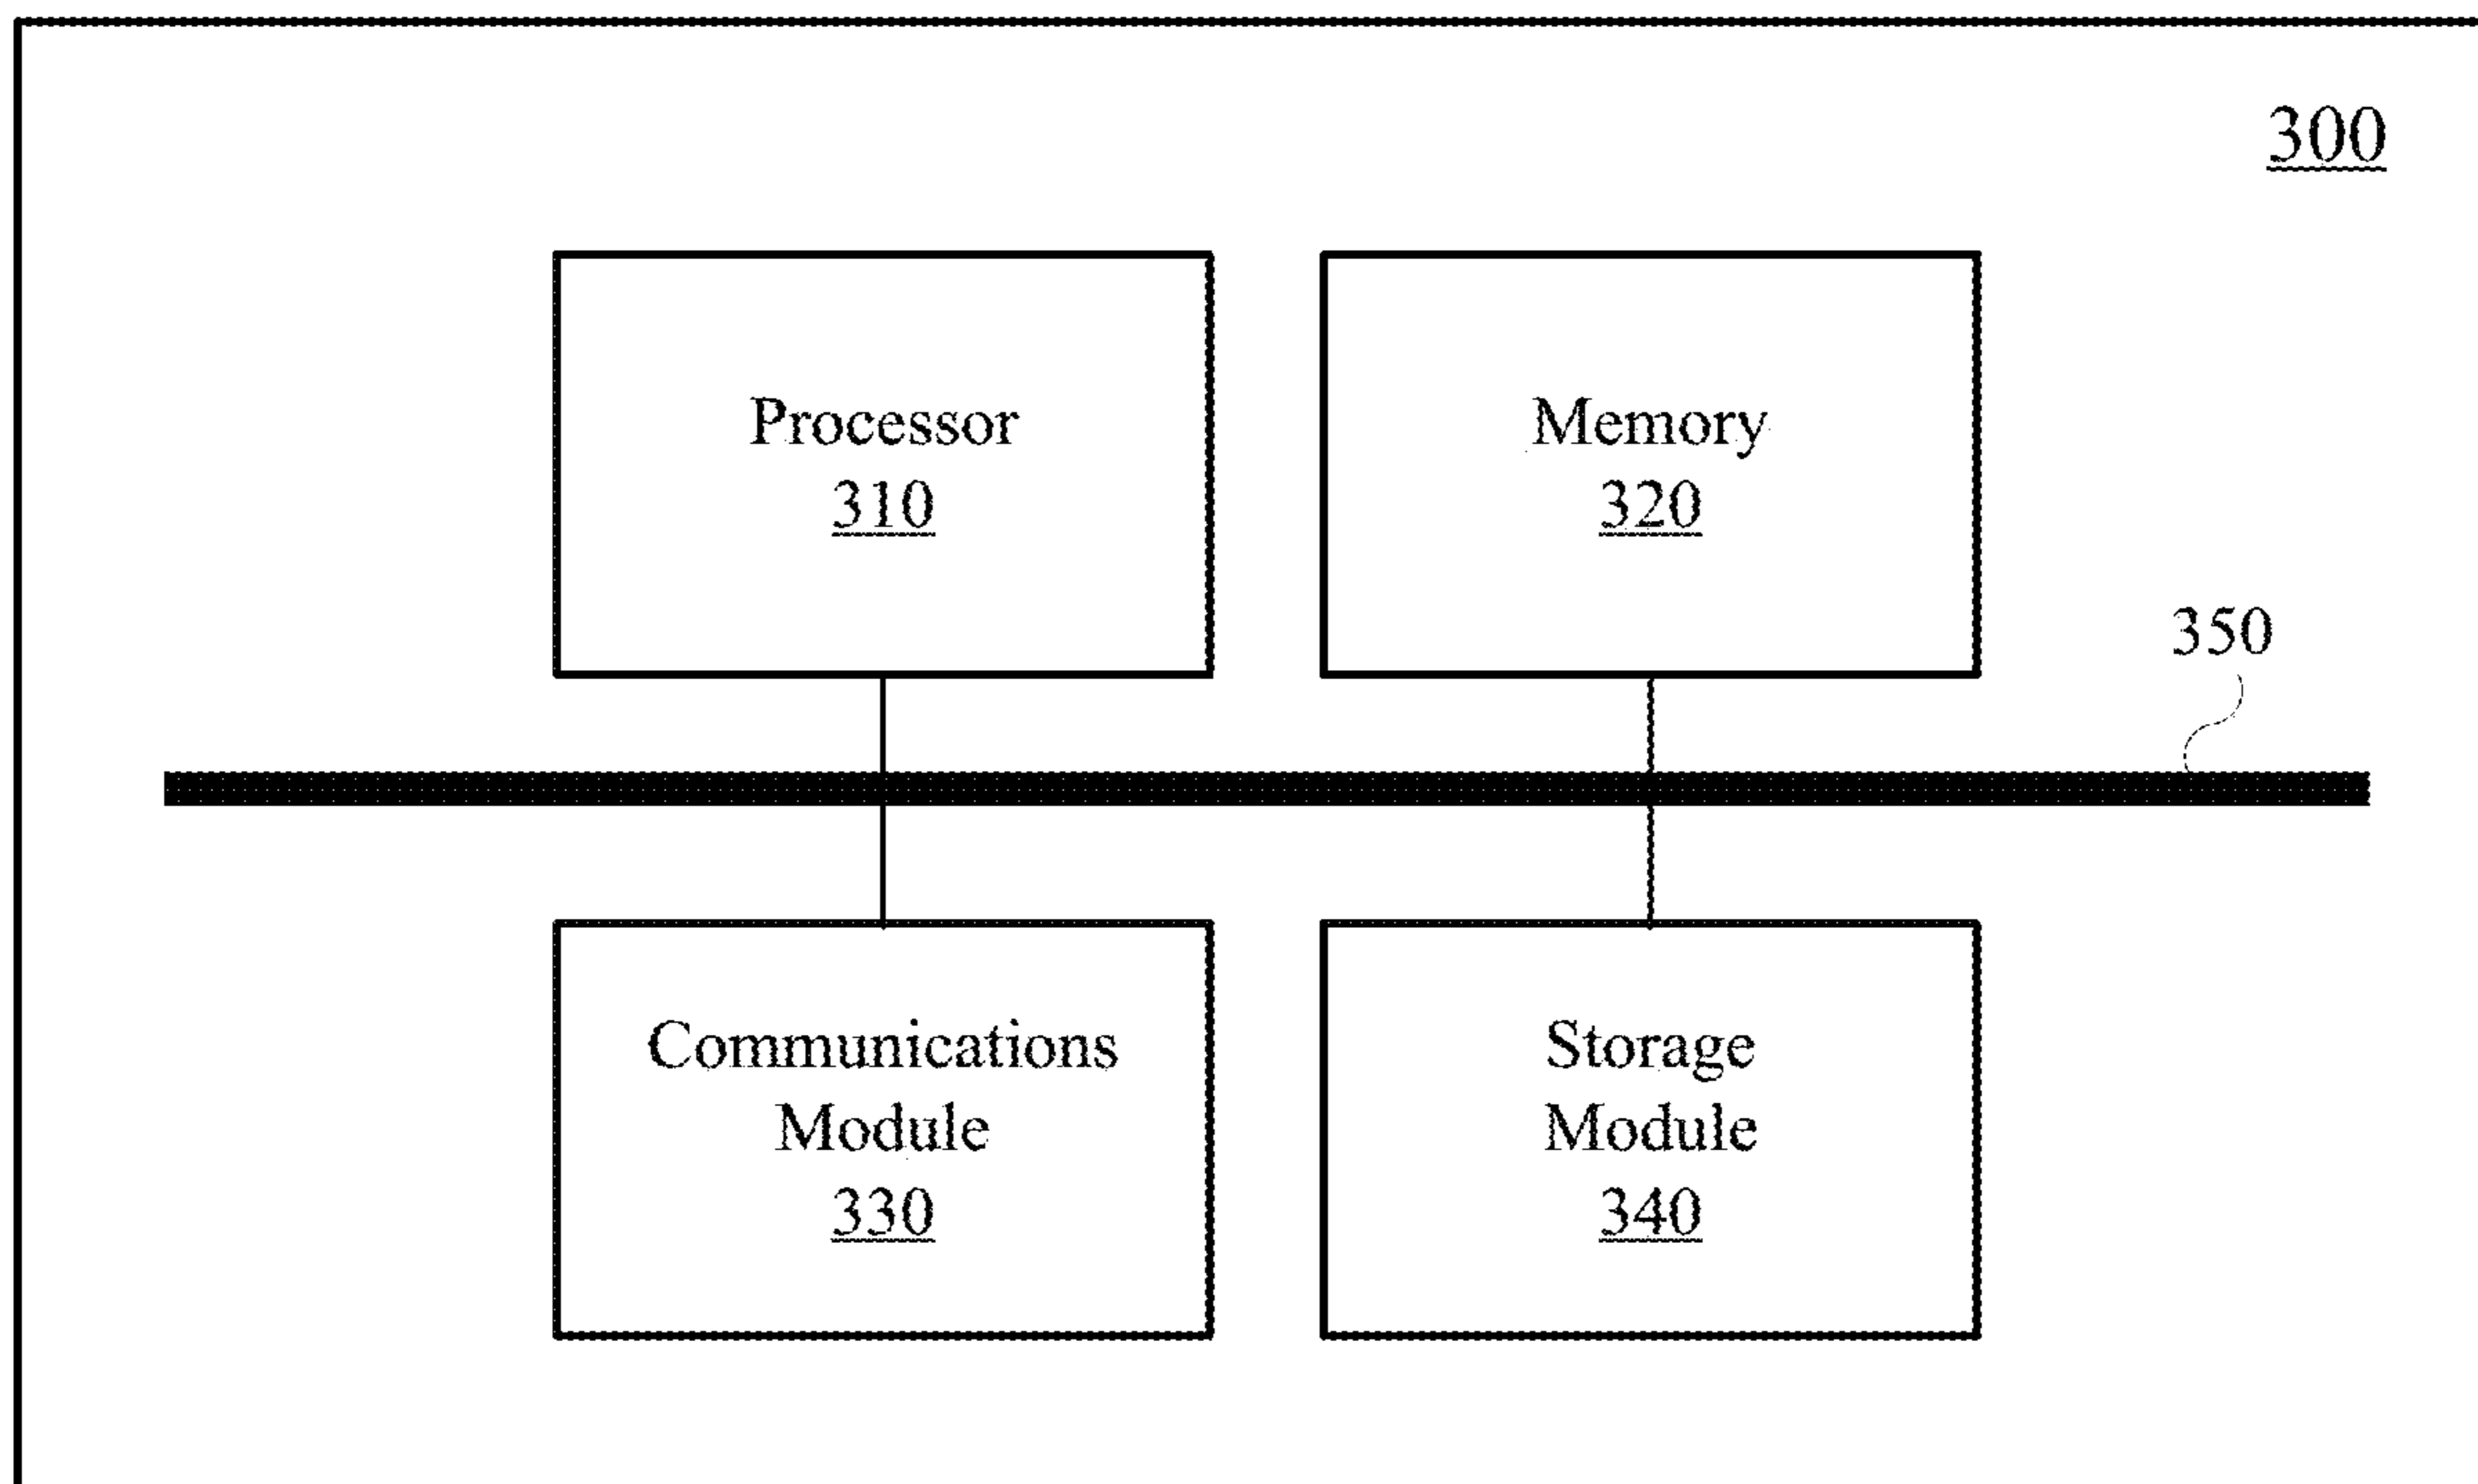 300
Processor
310
Memory
320
350
Communications
Module
330
Storage
Module
340